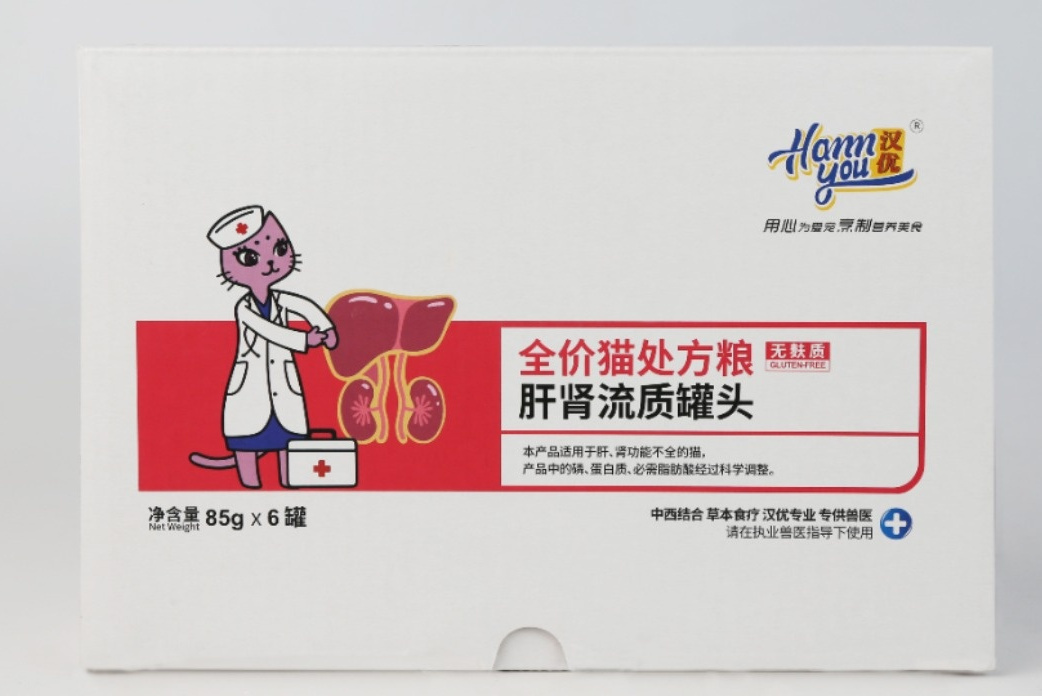 Hannyou 汉优 ®
用心为爱宠烹制营养美食
全价猫处方粮 无麸质
GLUTEN-FREE
肝肾流质罐头
本产品适用于肝、肾功能不全的猫,
产品中的磷、蛋白质、必需脂肪酸经过科学调整。
净含量 85g x 6 罐
Net Weight
中西结合 草本食疗 汉优专业 专供兽医
请在执业兽医指导下使用